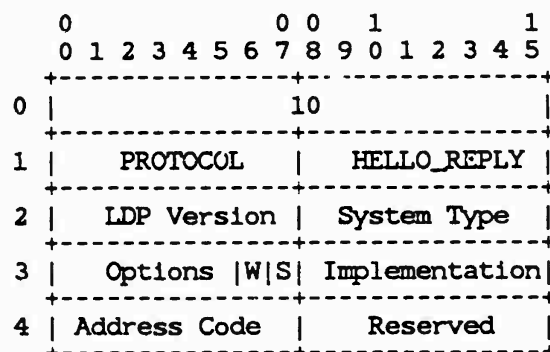 0 0 0 1 1
0 1 2 3 4 5 6 7 8 9 0 1 2 3 4 5
0 | 10 |
1 | PROTOCOL | HELLO_REPLY |
2 | LDP Version | System Type |
3 | Options |W|S| Implementation|
4 | Address Code | Reserved |